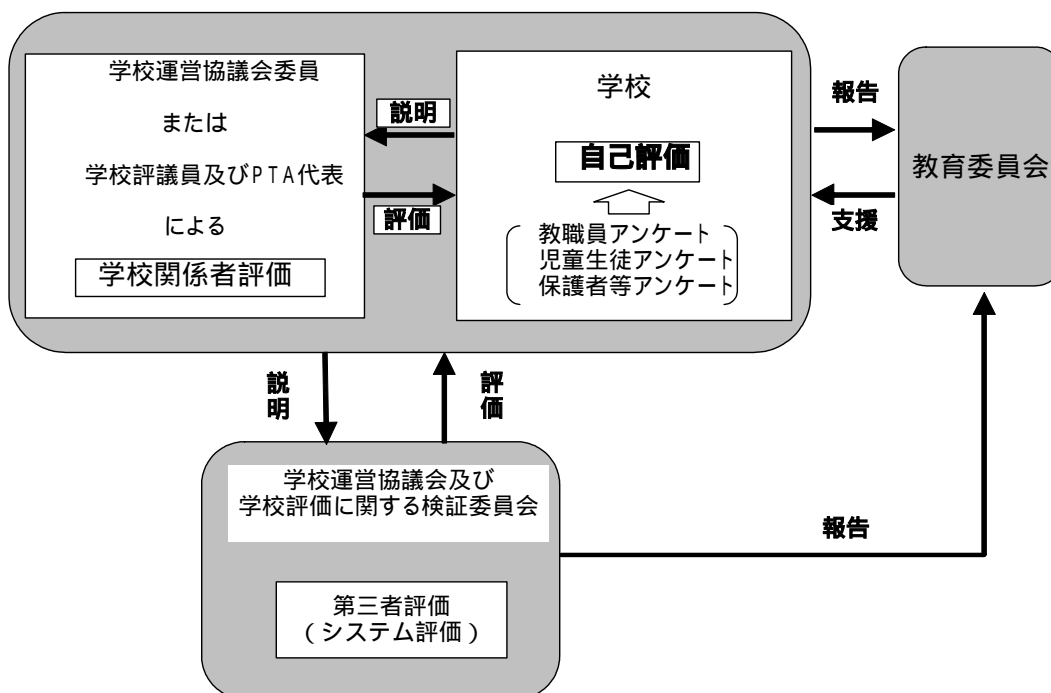 学校運営協議会委員
または
学校評議員及びPTA代表
による
学校関係者評価
説明
評価
学校
自己評価
教職員アンケート
児童生徒アンケート
保護者等アンケート
報告
支援
教育委員会
説明
評価
学校運営協議会及び
学校評価に関する検証委員会
第三者評価
(システム評価)
報告